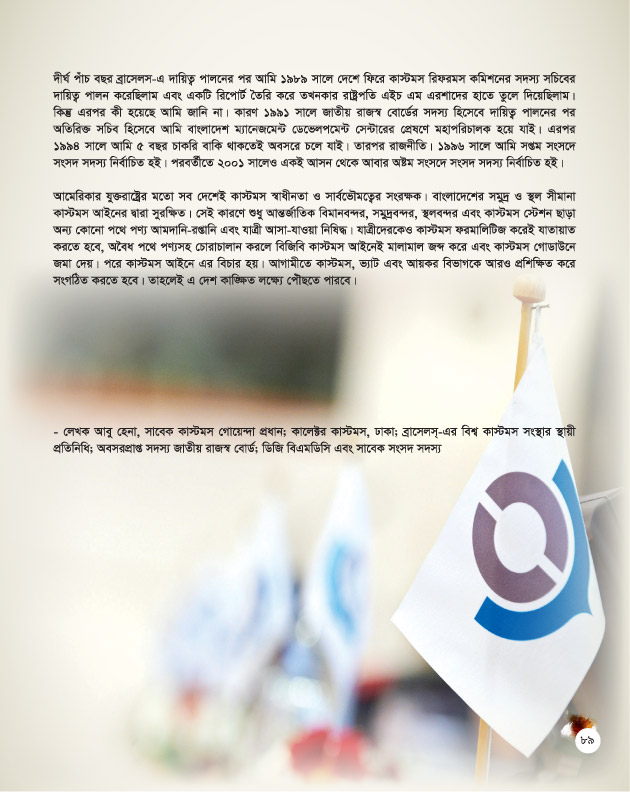 দীর্ঘ পাঁচ বছর ব্রাসেলস-এ দায়িত্ব পালনের পর আমি ১৯৮৯ সালে দেশে ফিরে কাস্টমস রিফরমস কমিশনের সদস্য সচিবের
দায়িত্ব পালন করেছিলাম এবং একটি রিপোর্ট তৈরি করে তখনকার রাষ্ট্রপতি এইচ এম এরশাদের হাতে তুলে দিয়েছিলাম।
কিন্তু এরপর কী হয়েছে আমি জানি না। কারণ ১৯৯১ সালে জাতীয় রাজস্ব বোর্ডের সদস্য হিসেবে দায়িত্ব পালনের পর
অতিরিক্ত সচিব হিসেবে আমি বাংলাদেশ ম্যানেজমেন্ট ডেভেলপমেন্ট সেন্টারের প্রেষণে মহাপরিচালক হয়ে যাই। এরপর
১৯৯৪ সালে আমি ৫ বছর চাকরি বাকি থাকতেই অবসরে চলে যাই। তারপর রাজনীতি। ১৯৯৬ সালে আমি সপ্তম সংসদে
সংসদ সদস্য নির্বাচিত হই। পরবর্তীতে ২০০১ সালেও একই আসন থেকে আবার অষ্টম সংসদে সংসদ সদস্য নির্বাচিত হই।
আমেরিকার যুক্তরাষ্ট্রের মতো সব দেশেই কাস্টমস স্বাধীনতা ও সার্বভৌমত্বের সংরক্ষক। বাংলাদেশের সমুদ্র ও স্থল সীমানা
কাস্টমস আইনের দ্বারা সুরক্ষিত। সেই কারণে শুধু আন্তর্জাতিক বিমানবন্দর, সমুদ্রবন্দর, স্থলবন্দর এবং কাস্টমস স্টেশন ছাড়া
অন্য কোনো পথে পণ্য আমদানি-রপ্তানি এবং যাত্রী আসা-যাওয়া নিষিদ্ধ। যাত্রীদেরকেও কাস্টমস ফরমালিটিজ করেই যাতায়াত
করতে হবে, অবৈধ পথে পণ্যসহ চোরাচালান করলে বিজিবি কাস্টমস আইনেই মালামাল জব্দ করে এবং কাস্টমস গোডাউনে
জমা দেয়। পরে কাস্টমস আইনে এর বিচার হয়। আগামীতে কাস্টমস, ভ্যাট এবং আয়কর বিভাগকে আরও প্রশিক্ষিত করে
সংগঠিত করতে হবে। তাহলেই এ দেশ কাঙ্ক্ষিত লক্ষ্যে পৌঁছতে পারবে।
- লেখক আবু হেনা, সাবেক কাস্টমস গোয়েন্দা প্রধান; কালেক্টর কাস্টমস, ঢাকা; ব্রাসেলস্-এর বিশ্ব কাস্টমস সংস্থার স্থায়ী
প্রতিনিধি; অবসরপ্রাপ্ত সদস্য জাতীয় রাজস্ব বোর্ড; ডিজি বিএমডিসি এবং সাবেক সংসদ সদস্য
৮৯